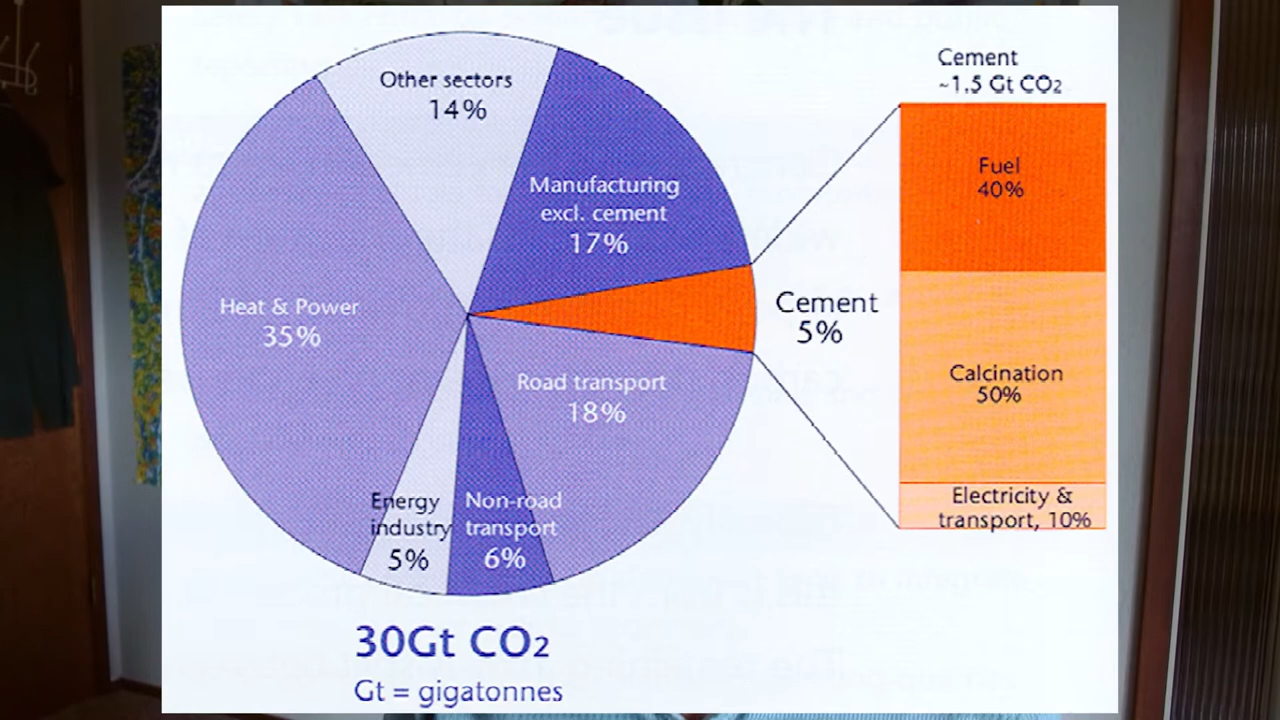 Other sectors
14%
Manufacturing
excl. cement
17%
Heat & Power
35%
Cement
5%
Road transport
18%
Energy
industry
5%
Non-road
transport
6%
30Gt CO2
Gt = gigatonnes
Cement
~1.5 Gt CO2
Fuel
40%
Calcination
50%
Electricity &
transport, 10%